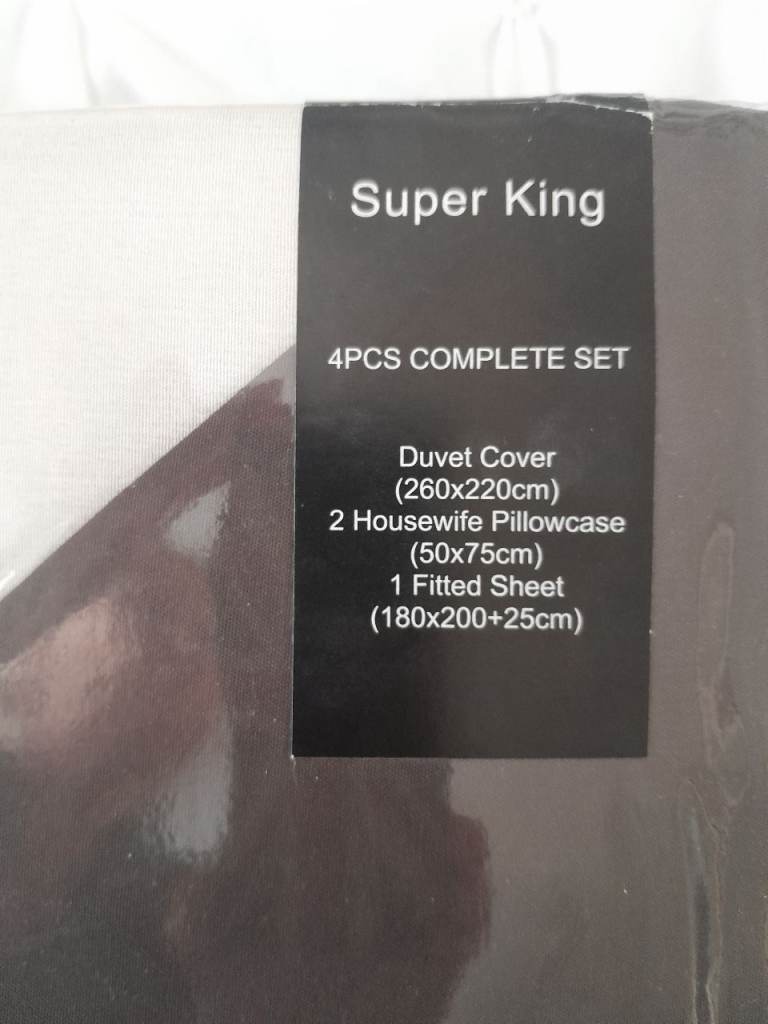 Super King
4PCS COMPLETE SET
Duvet Cover
(260x220cm)
2 Housewife Pillowcase
(50x75cm)
1 Fitted Sheet
(180x200+25cm)